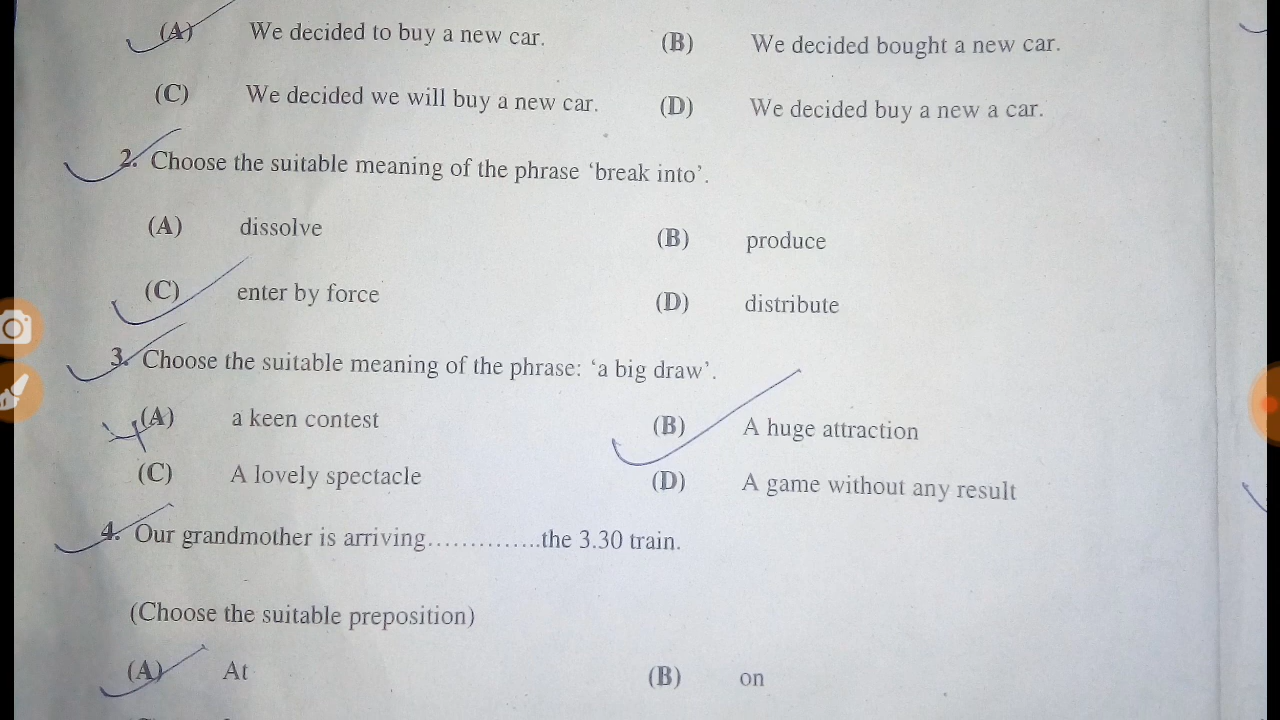 (A) We decided to buy a new car. (B) We decided bought a new car.
(C) We decided we will buy a new car. (D) We decided buy a new a car.
2. Choose the suitable meaning of the phrase ‘break into’.
(A) dissolve (B) produce
(C) enter by force (D) distribute
3. Choose the suitable meaning of the phrase: ‘a big draw’.
(A) a keen contest (B) A huge attraction
(C) A lovely spectacle (D) A game without any result
4. Our grandmother is arriving..............the 3.30 train.
(Choose the suitable preposition)
(A) At (B) on